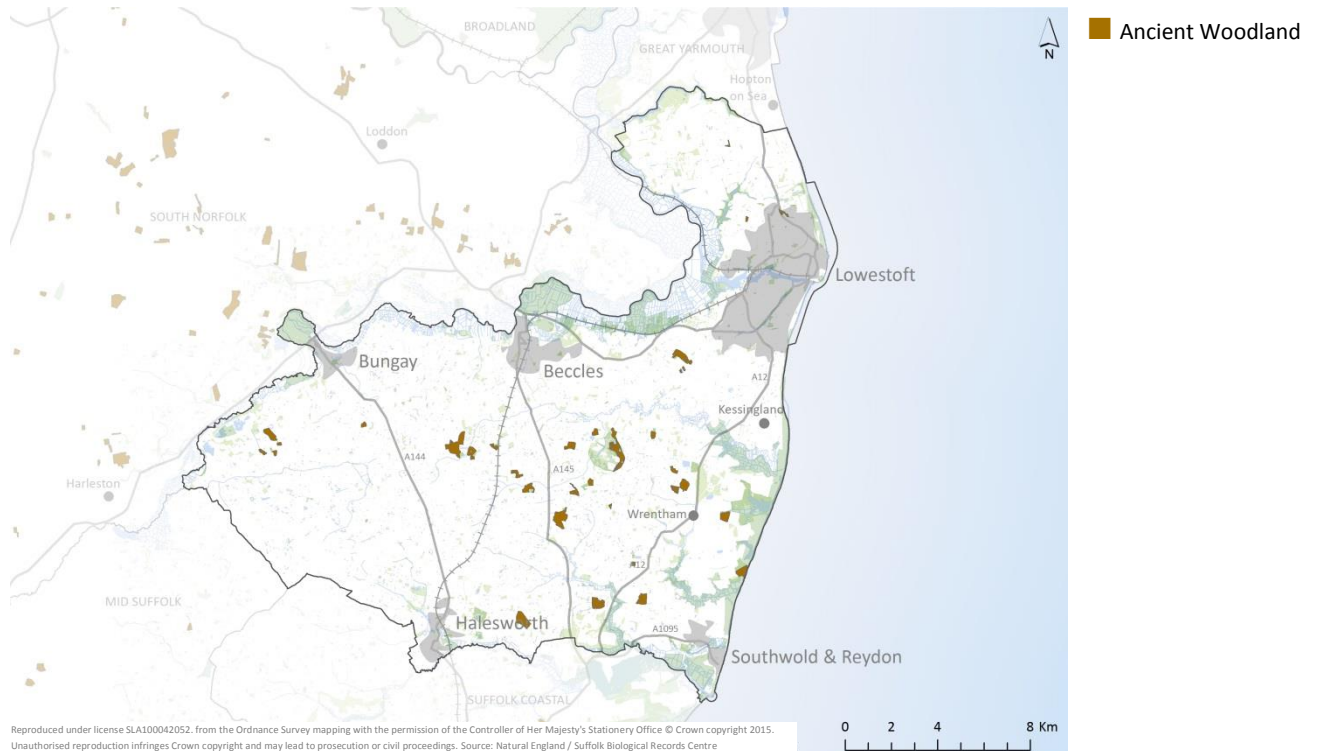 BROADLAND
GREAT YARMOUTH
N
Ancient Woodland
Hopton
on Sea
Loddon
SOUTH NORFOLK
Lowestoft
Bungay
Beccles
A12
Kessingland
A144
A145
Harleston
Wrentham
A12
MID SUFFOLK
Halesworth
A1095
Southwold & Reydon
SUFFOLK COASTAL
0 2 4 8 Km
Reproduced under license SLA100042052. from the Ordnance Survey mapping with the permission of the Controller of Her Majesty's Stationery Office © Crown copyright 2015.
Unauthorised reproduction infringes Crown copyright and may lead to prosecution or civil proceedings. Source: Natural England / Suffolk Biological Records Centre